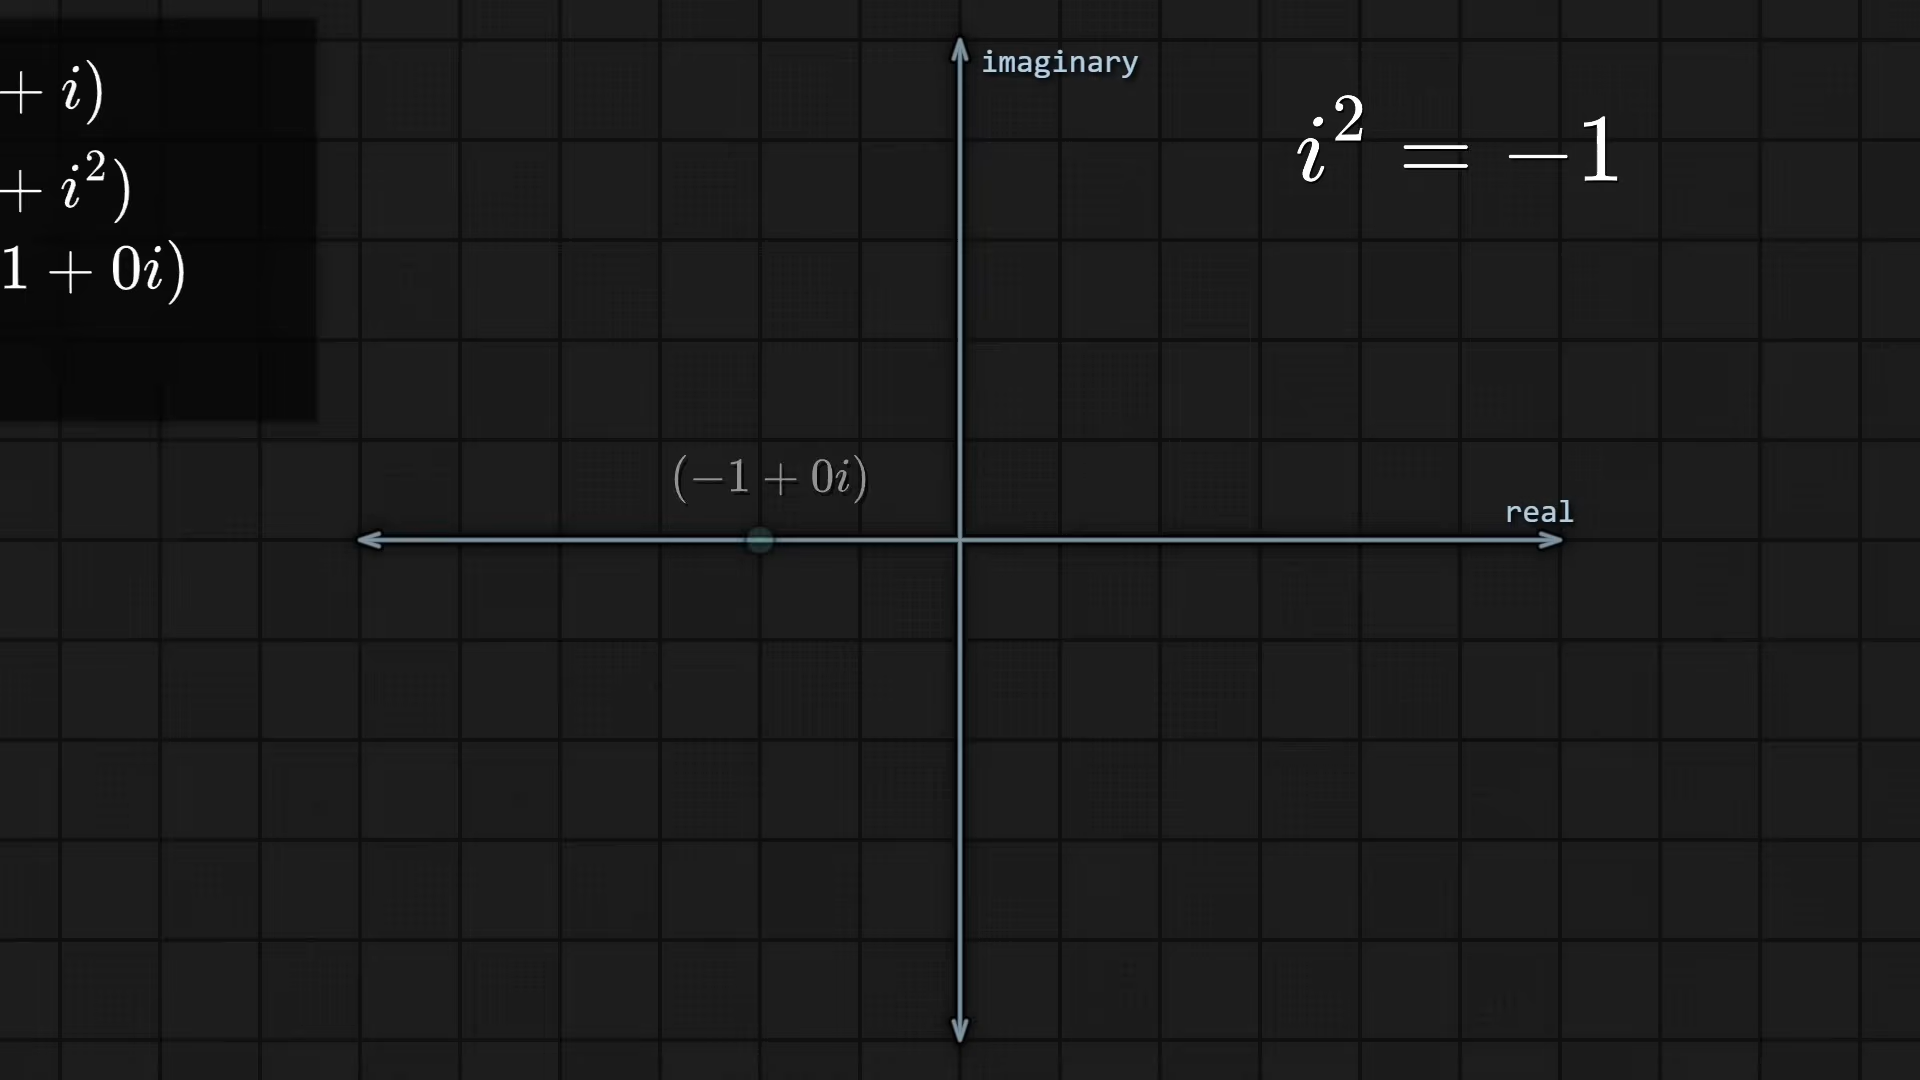 + i)
+ i²)
1 + 0i)
imaginary
i² = −1
(−1 + 0i)
real